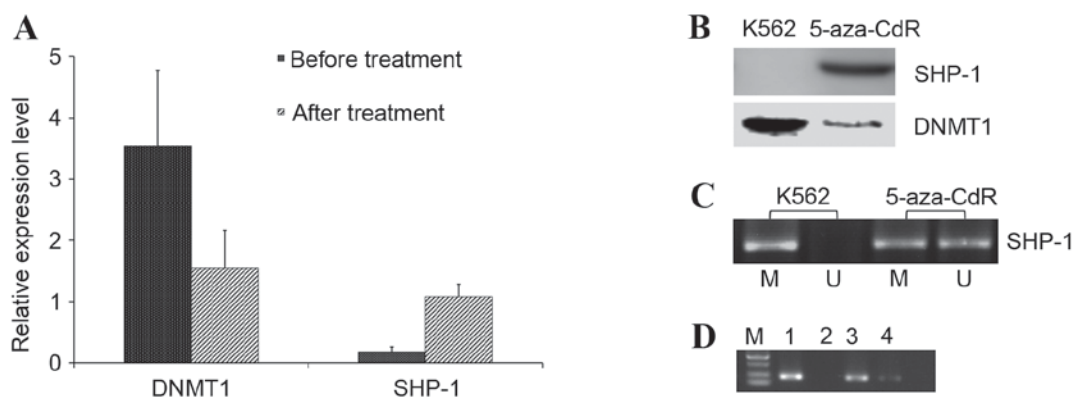 A
Relative expression level
5
4
3
2
1
0
Before treatment
After treatment
DNMT1
SHP-1
B
K562 5-aza-CdR
SHP-1
DNMT1
C
K562 5-aza-CdR
SHP-1
M U M U
D
M 1 2 3 4